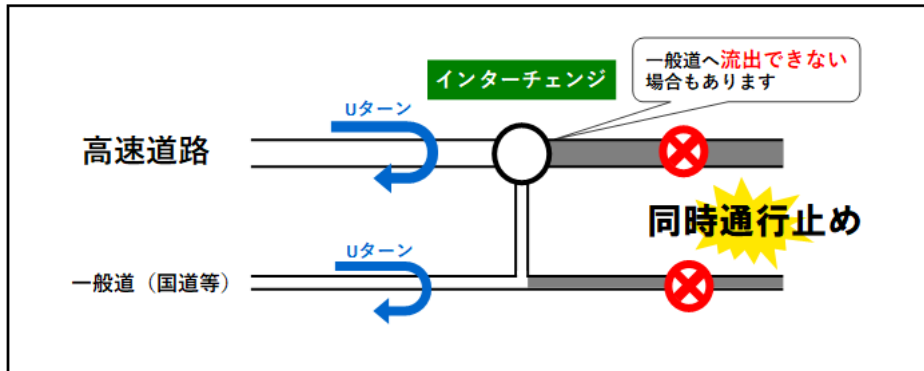 一般道へ流出できない
場合もあります
インターチェンジ
Uターン
高速道路
同時通行止め
Uターン
一般道（国道等）